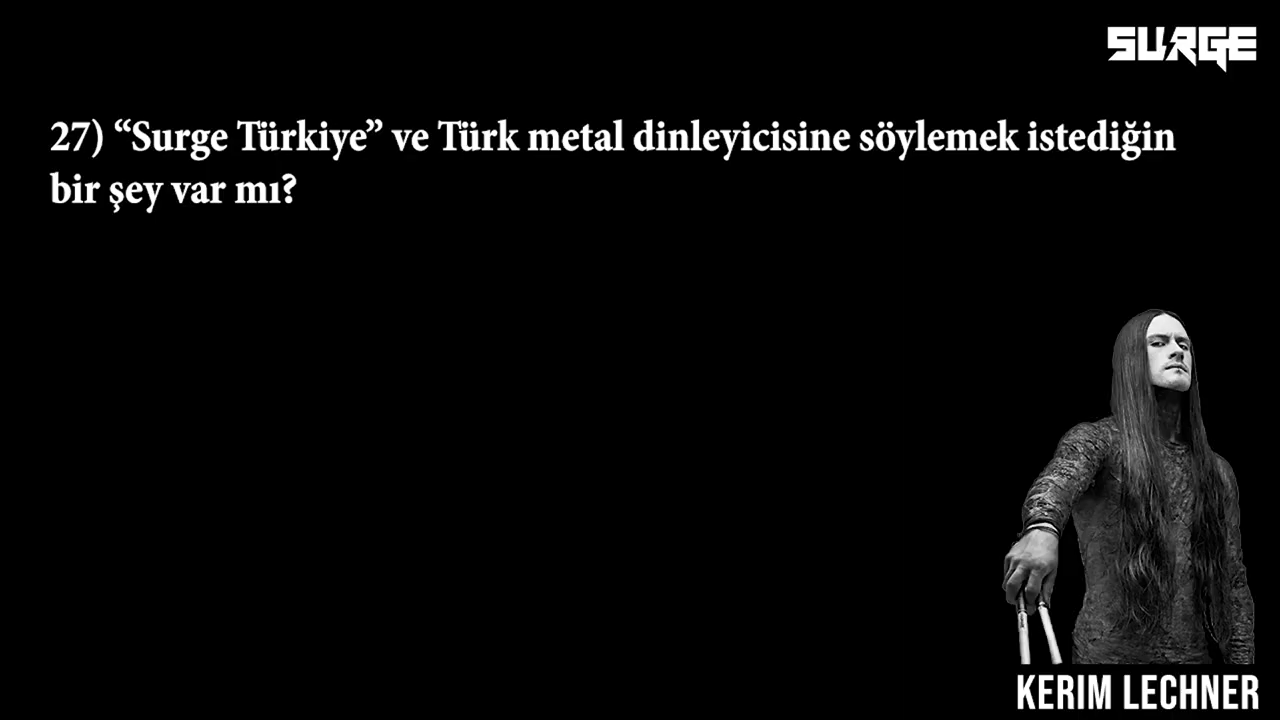 SURGE
27) “Surge Türkiye” ve Türk metal dinleyicisine söylemek istediğin
bir şey var mı?
KERIM LECHNER